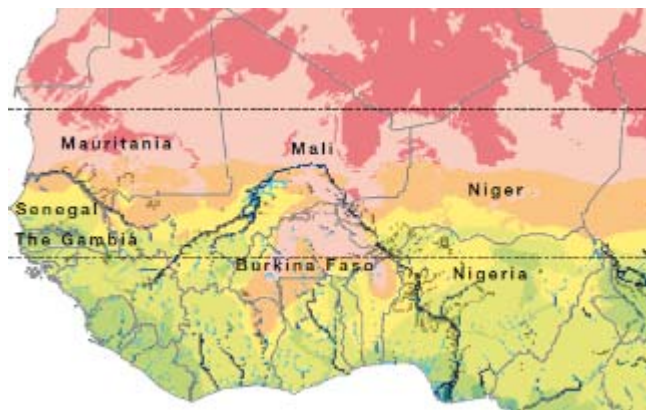 Mauritania
Mali
Niger
Senegal
The Gambia
Burkina Faso
Nigeria